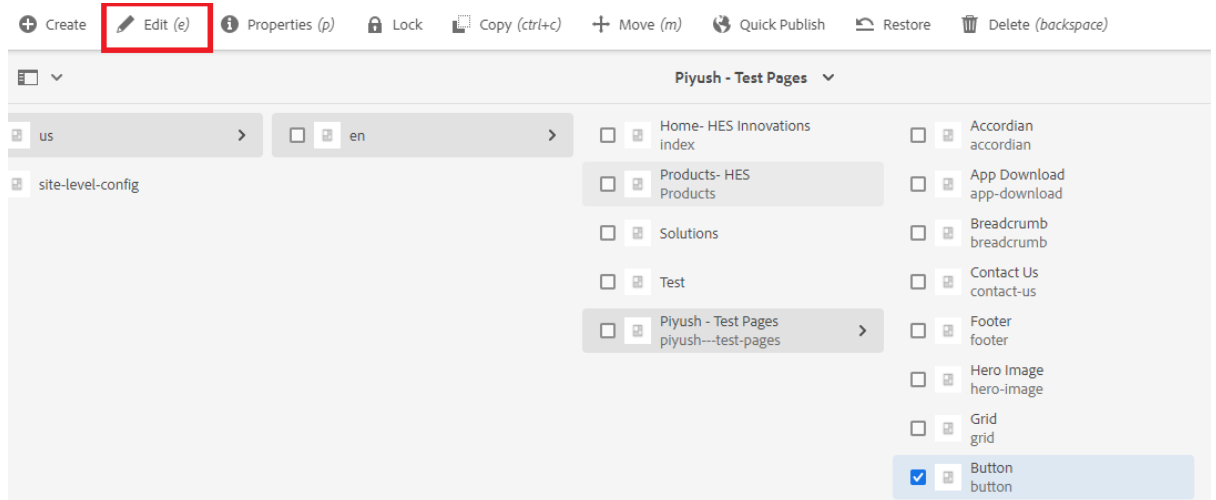 Create Edit (e) Properties (p) Lock Copy (ctrl+c) Move (m) Quick Publish Restore Delete (backspace)
Piyush - Test Pages
us
site-level-config
en
Home- HES Innovations
index
Products- HES
Products
Solutions
Test
Piyush - Test Pages
piyush---test-pages
Accordian
accordian
App Download
app-download
Breadcrumb
breadcrumb
Contact Us
contact-us
Footer
footer
Hero Image
hero-image
Grid
grid
Button
button